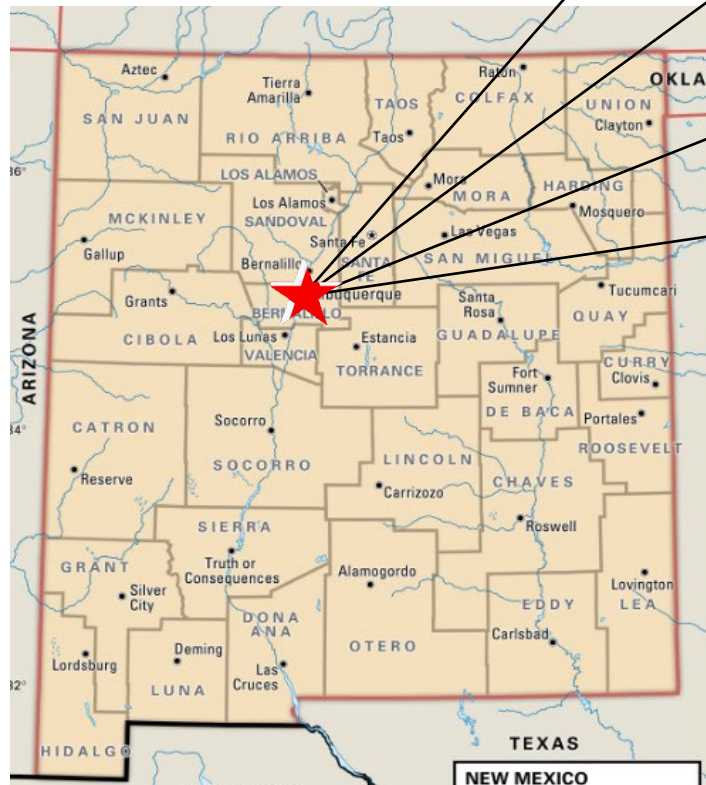 Aztec
Raton
OKLA
Tierra
Amarilla
TAOS
COLFAX
UNION
SAN JUAN
Clayton
RIO ARRIBA
Taos
LOS ALAMOS
Mora
HARDING
Los Alamos
MORA
MCKINLEY
SANDOVAL
Mosquero
Santa Fe
Las Vegas
Gallup
Bernalillo
SANTA
FE
SAN MIGUEL
Grants
Tucumcari
Santa
Rosa
QUAY
CIBOLA
Los Lunas
Estancia
GUADALUPE
VALENCIA
TORRANCE
CURRY
Clovis
ARIZONA
Fort
Sumner
CATRON
Socorro
DE BACA
Portales
ROOSEVELT
Reserve
SOCORRO
LINCOLN
CHAVES
Carrizozo
SIERRA
Roswell
GRANT
Truth or
Consequences
Alamogordo
Silver
City
Lovington
DONA
ANA
EDDY
LEA
Deming
Carlsbad
OTERO
Lordsburg
Las
Cruces
LUNA
HIDALGO
TEXAS
NEW MEXICO